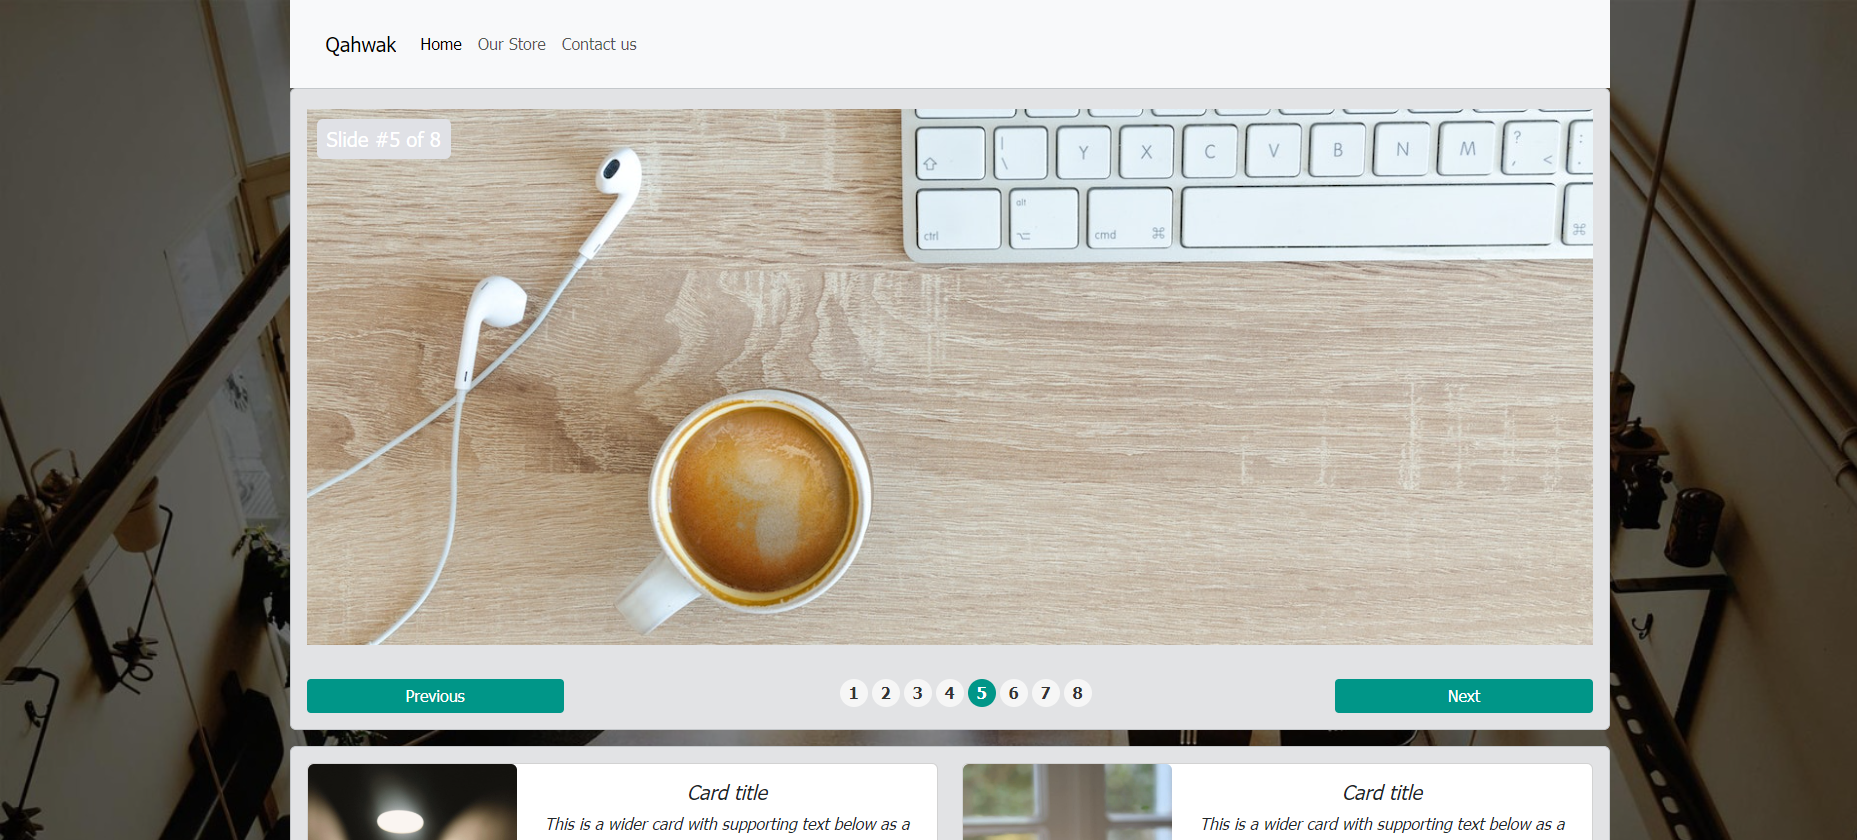 Qahwak Home Our Store Contact us
Slide #5 of 8
? :
| \ Y X C V B N M , < .
alt
ctrl cmd ⌘ ⌘
Previous 1 2 3 4 5 6 7 8 Next
Card title
This is a wider card with supporting text below as a
Card title
This is a wider card with supporting text below as a